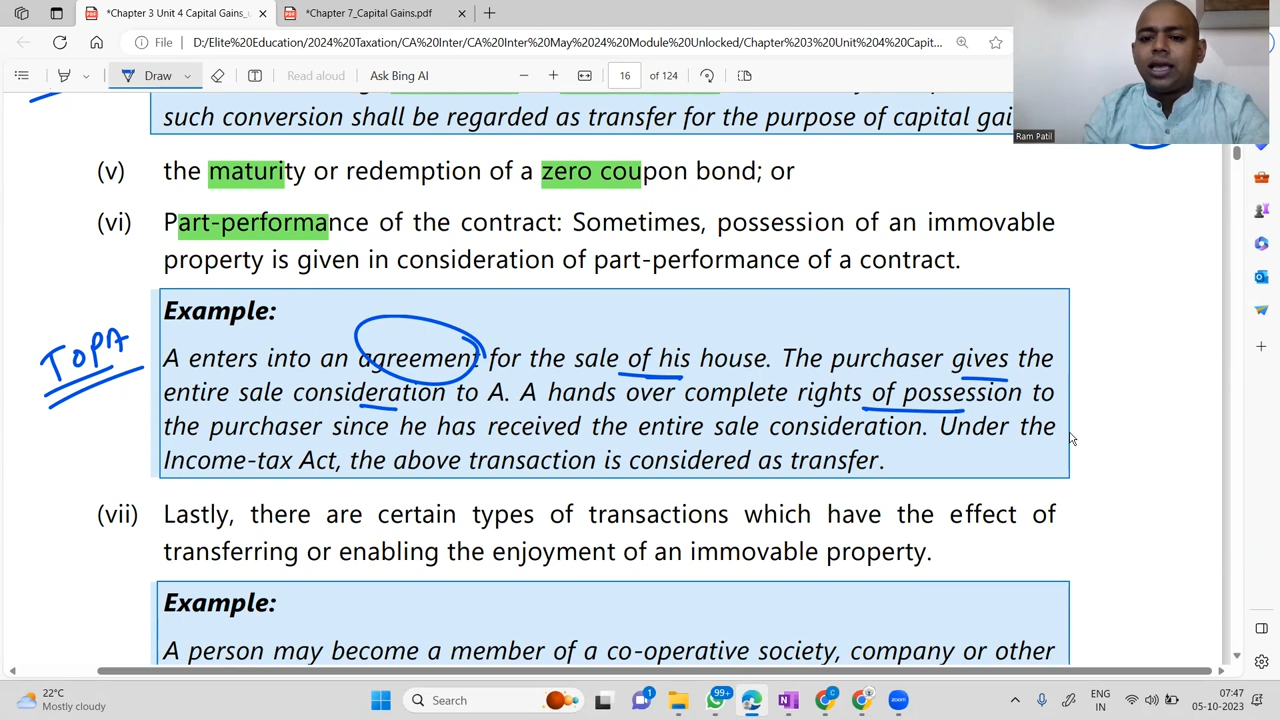 *Chapter 3 Unit 4 Capital Gains_
*Chapter 7_Capital Gains.pdf
File
D:/Elite%20Education/2024%20Taxation/CA%20Inter/CA%20Inter%20May%2024%20Module%20Unlocked/Chapter%203%20Unit%204%20Capit...
Draw
Read aloud
Ask Bing AI
16
of 124
Ram Patil
such conversion shall be regarded as transfer for the purpose of capital gai
(v) the maturity or redemption of a zero coupon bond; or
(vi) Part-performance of the contract: Sometimes, possession of an immovable
property is given in consideration of part-performance of a contract.
Example:
TOPA
A enters into an agreement for the sale of his house. The purchaser gives the
entire sale consideration to A. A hands over complete rights of possession to
the purchaser since he has received the entire sale consideration. Under the
Income-tax Act, the above transaction is considered as transfer.
(vii) Lastly, there are certain types of transactions which have the effect of
transferring or enabling the enjoyment of an immovable property.
Example:
A person may become a member of a co-operative society, company or other
22°C
Mostly cloudy
Search
1
99+
ENG
IN
07:47
05-10-2023